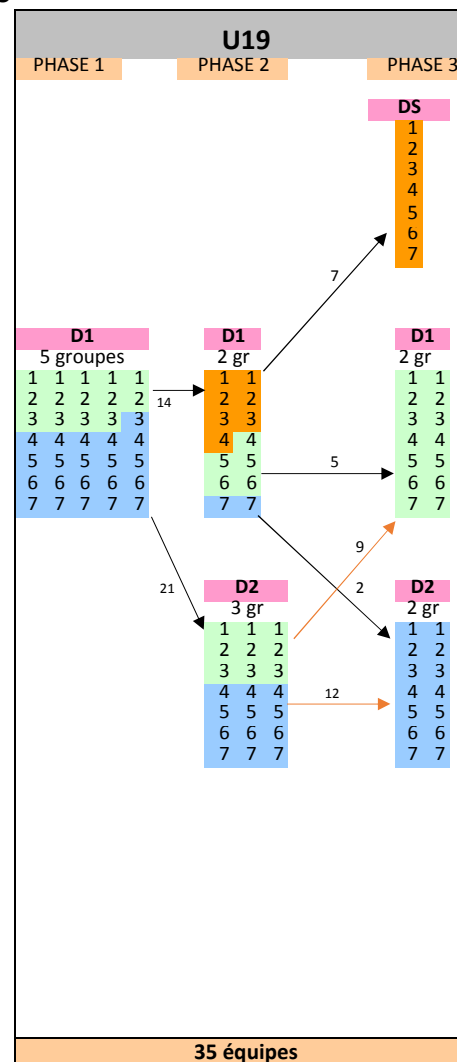 U19
PHASE 1 PHASE 2 PHASE 3
DS
1
2
3
4
5
6
7
7
D1 D1 D1
5 groupes 2 gr 2 gr
1 1 1 1 1 1 1 1 1
14
2 2 2 2 2 2 2 2 2
3 3 3 3 3 3 3 3 3
4 4 4 4 4 4 4 4 4
5 5 5 5 5 5 5 5 5
5
6 6 6 6 6 6 6 6 6
7 7 7 7 7 7 7 7 7
9
21 2
D2 D2
3 gr 2 gr
1 1 1 1 1
2 2 2 2 2
3 3 3 3 3
4 4 4 12 4 4
5 5 5 5 5
6 6 6 6 6
7 7 7 7 7
35 équipes